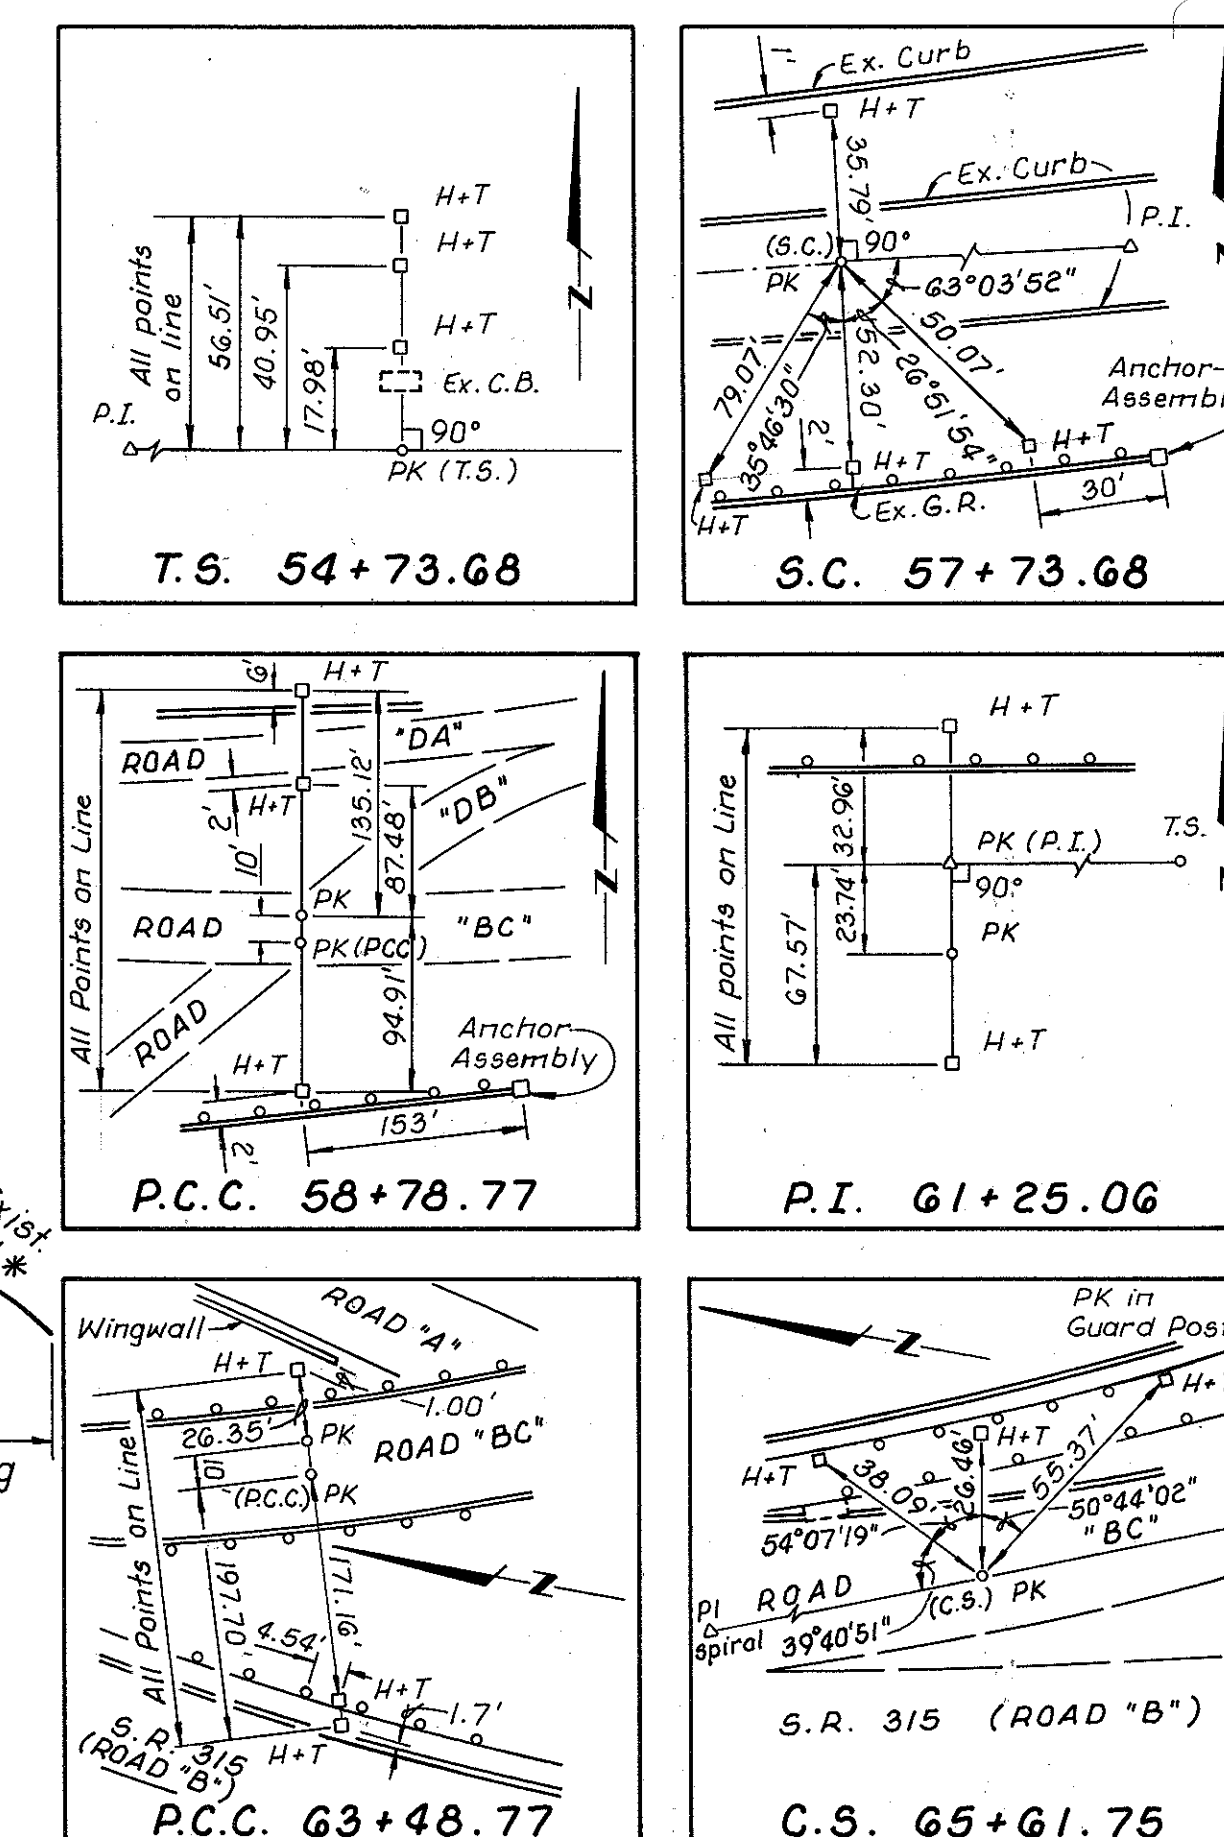 H+T
H+T
H+T
All points
on line
56.51'
40.95'
17.98'
Ex. C.B.
P.I.
90°
PK (T.S.)
N
T.S. 54+73.68
1'
Ex. Curb
H+T
35.79'
Ex. Curb
P.I.
(S.C.)
90°
PK
63°03'52"
50.07'
79.07'
35°46'30"
52.30'
26°51'54"
2'
Anchor
H+T
H+T
H+T
Ex. G.R.
30'
S.C. 57+73.68
6'
H+T
"DA"
ROAD
2'
H+T
135.12'
87.48'
"DB"
10'
PK
ROAD
"BC"
PK (PCC)
All Points on Line
94.91'
ROAD
H+T
Anchor
Assembly
153'
2'
N
P.C.C. 58+78.77
H+T
All points on Line
32.96'
PK (P.I.)
T.S.
90°
23.74'
67.57'
PK
H+T
P.I. 61+25.06
*
Wingwall
ROAD "A"
H+T
1.00'
26.35'
PK
ROAD "BC"
10'
(P.C.C.) PK
All Points on Line
N
197.70'
171.16'
4.54'
H+T
1.7'
S.R. 315
(ROAD "B")
H+T
P.C.C. 63+48.77
N
PK in
Guard Post
H+T
H+T
38.09'
26.46'
55.37'
54°07'19"
50°44'02"
"BC"
PI
spiral
ROAD
39°40'51"
(C.S.) PK
S.R. 315 (ROAD "B")
C.S. 65+61.75